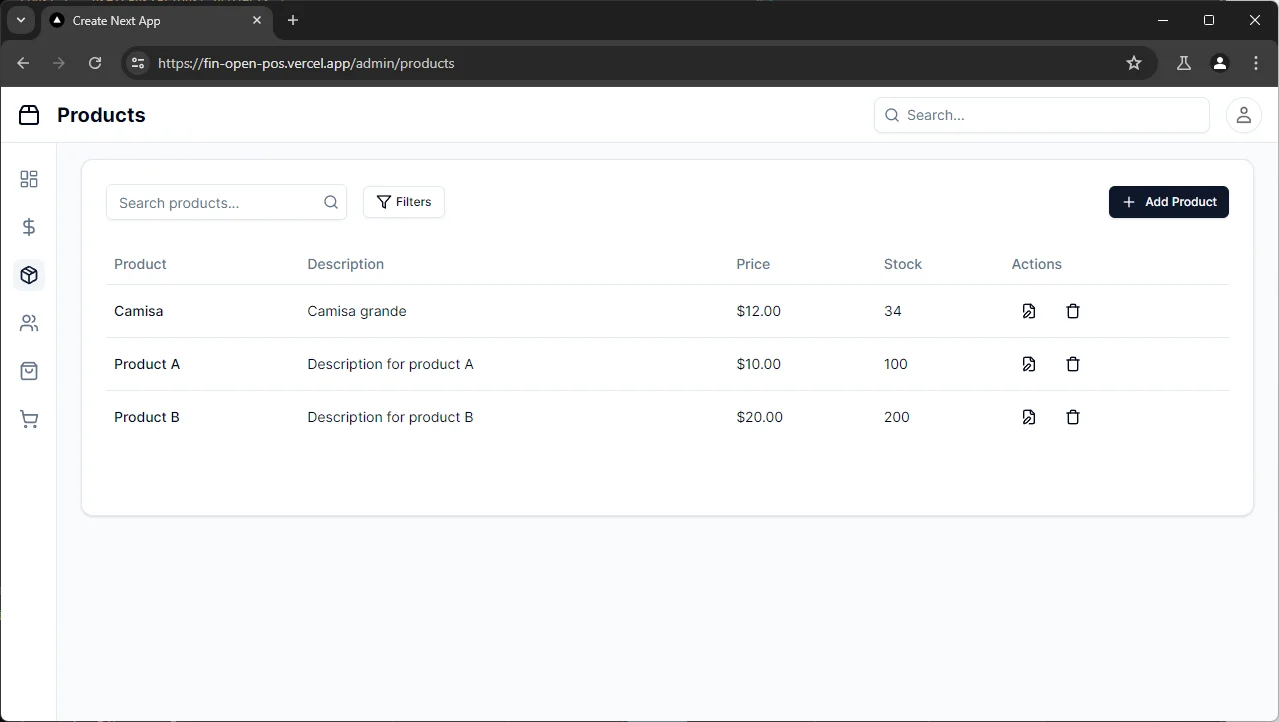 Create Next App
https://fin-open-pos.vercel.app/admin/products
Products
Search...
Search products...
Filters
Add Product
Product Description Price Stock Actions
Camisa Camisa grande $12.00 34
Product A Description for product A $10.00 100
Product B Description for product B $20.00 200